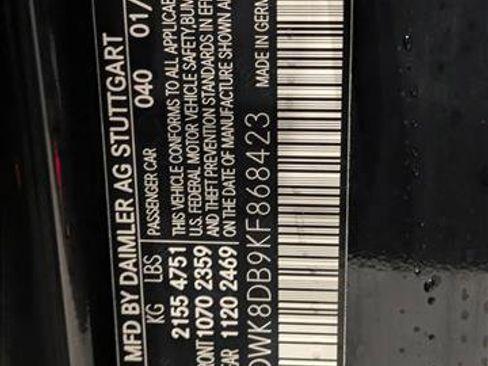 MFD BY DAIMLER AG STUTTGART
KG LBS PASSENGER CAR 040 01/
2155 4751 THIS VEHICLE CONFORMS TO ALL APPLICABLE
RONT 1070 2359 U.S. FEDERAL MOTOR VEHICLE SAFETY, BUM
AR 1120 2469 AND THEFT PREVENTION STANDARDS IN EF
ON THE DATE OF MANUFACTURE SHOWN A
MADE IN GERM
DWK8DB9KF868423